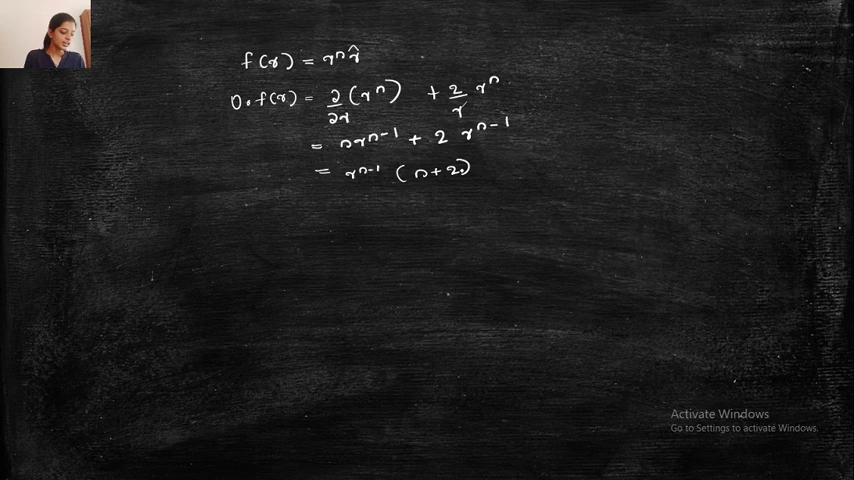 f(r) = rⁿ r̂
∇.f(r) = ∂/∂r (rⁿ) + 2/r rⁿ
= n rⁿ⁻¹ + 2 rⁿ⁻¹
= rⁿ⁻¹ (n+2)
Activate Windows
Go to Settings to activate Windows.